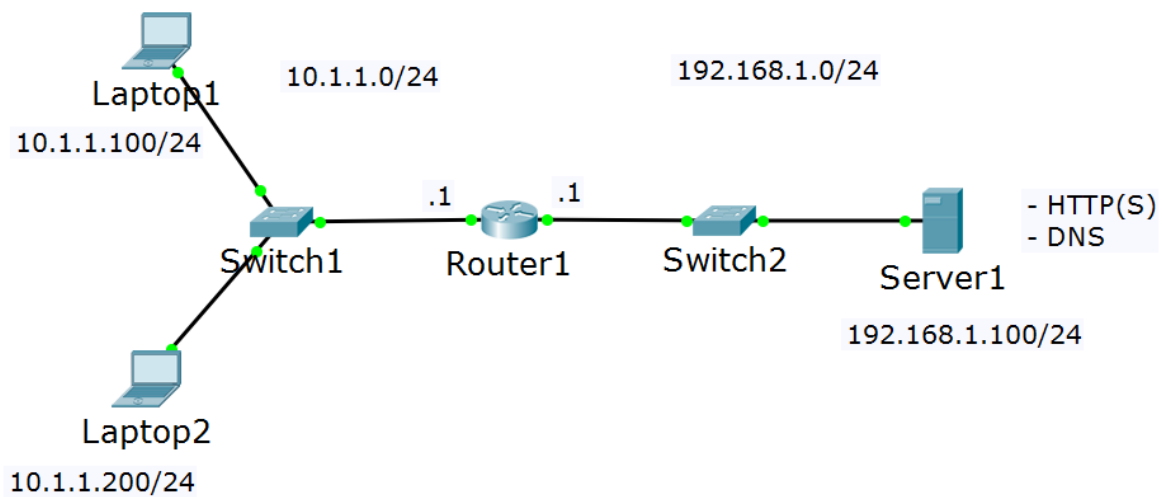 10.1.1.0/24
192.168.1.0/24
Laptop1
10.1.1.100/24
.1
.1
- HTTP(S)
- DNS
Switch1
Router1
Switch2
Server1
192.168.1.100/24
Laptop2
10.1.1.200/24